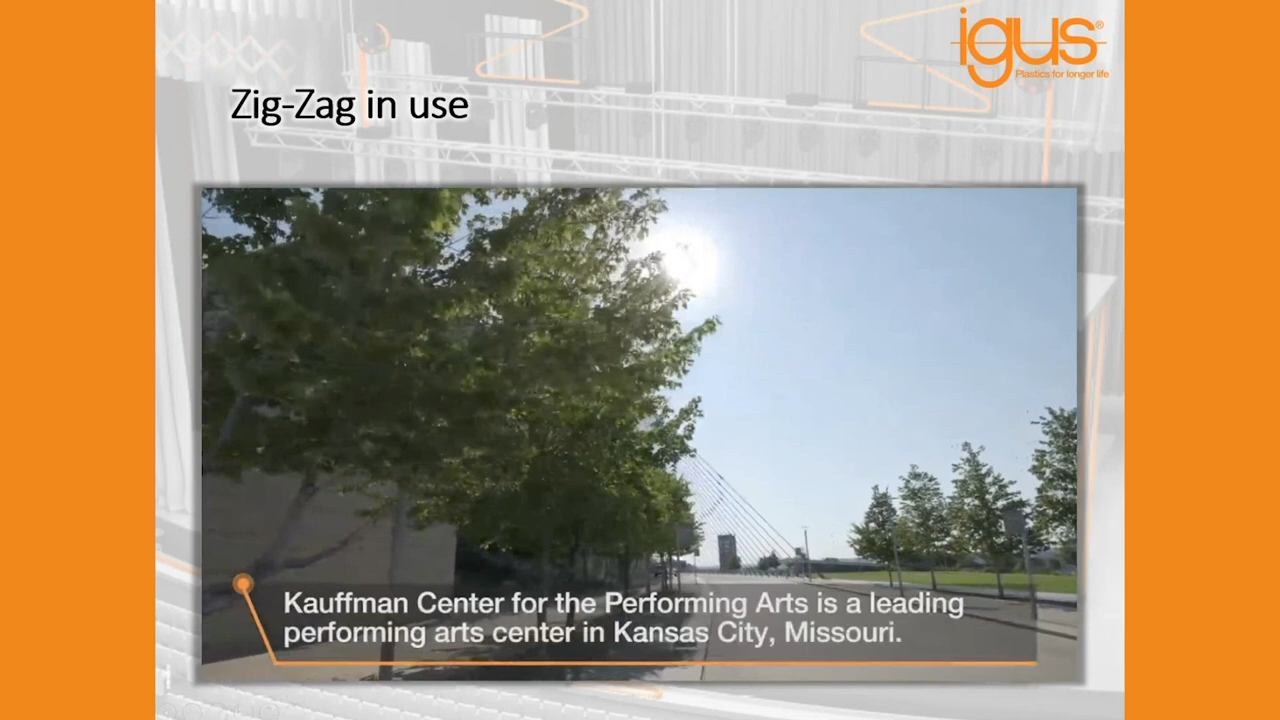 igus®
Plastics for longer life
Zig-Zag in use
Kauffman Center for the Performing Arts is a leading
performing arts center in Kansas City, Missouri.